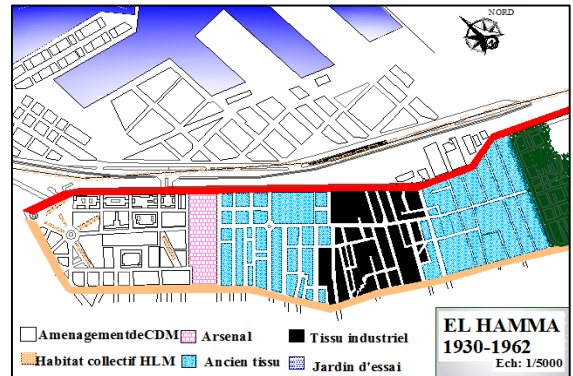 NORD
AmenagementdeCDM Arsenal Tissu industriel
Habitat collectif HLM Ancien tissu Jardin d'essai
EL HAMMA
1930-1962
Ech: 1/5000